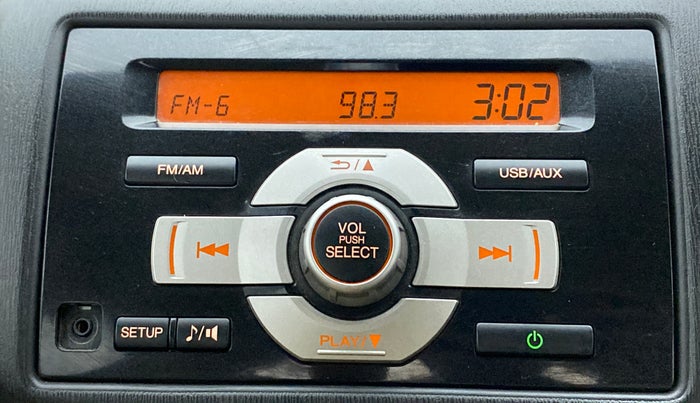 FM-6 98.3 3:02
FM/AM
USB/AUX
VOL
PUSH
SELECT
PLAY/
SETUP